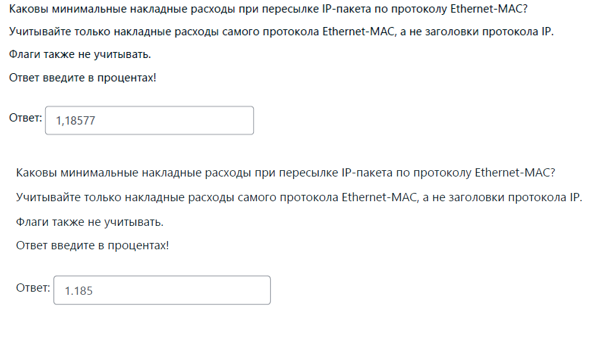 Каковы минимальные накладные расходы при пересылке IP-пакета по протоколу Ethernet-MAC?
Учитывайте только накладные расходы самого протокола Ethernet-MAC, а не заголовки протокола IP.
Флаги также не учитывать.
Ответ введите в процентах!
Ответ: 1,18577
Каковы минимальные накладные расходы при пересылке IP-пакета по протоколу Ethernet-MAC?
Учитывайте только накладные расходы самого протокола Ethernet-MAC, а не заголовки протокола IP.
Флаги также не учитывать.
Ответ введите в процентах!
Ответ: 1.185